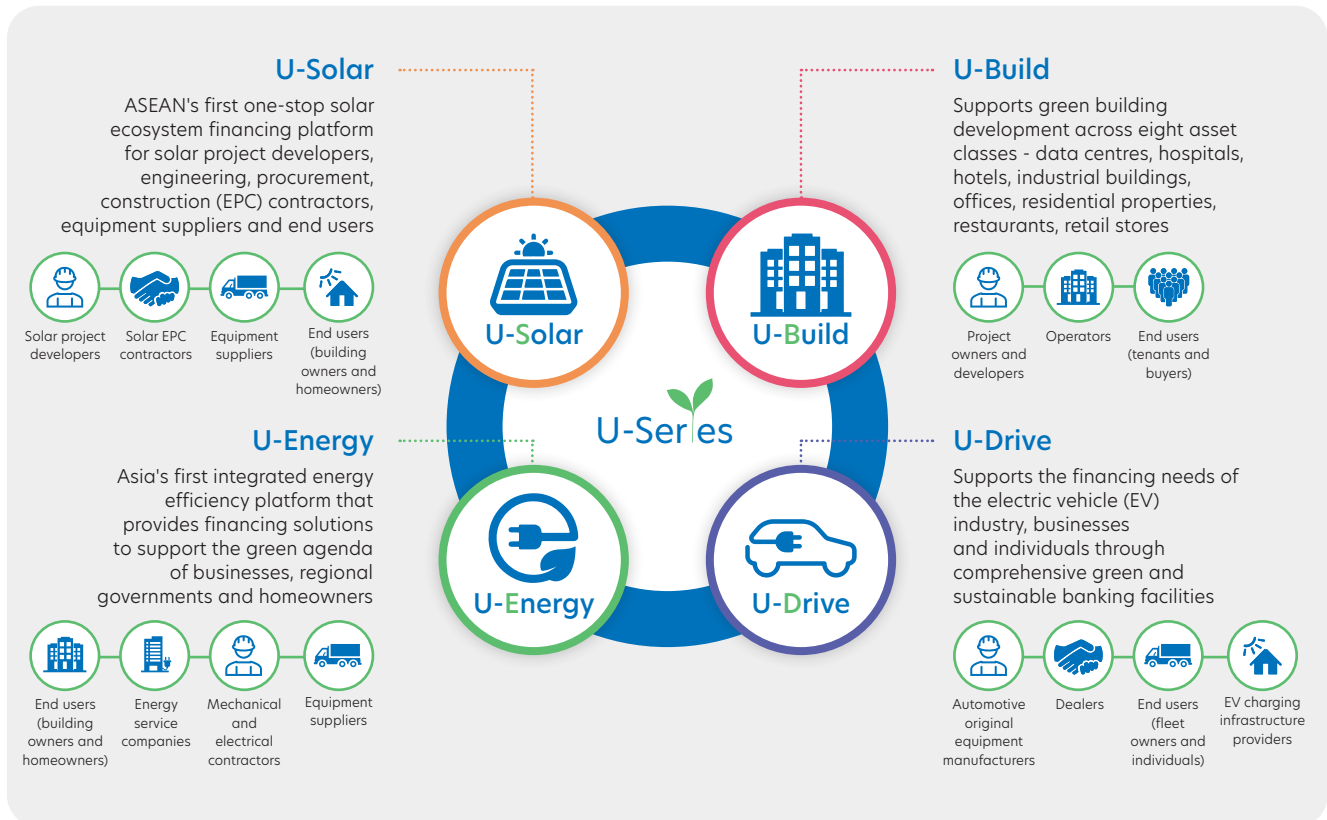 U-Solar
ASEAN's first one-stop solar
ecosystem financing platform
for solar project developers,
engineering, procurement,
construction (EPC) contractors,
equipment suppliers and end users
Solar project
developers
Solar EPC
contractors
Equipment
suppliers
End users
(building
owners and
homeowners)
U-Build
Supports green building
development across eight asset
classes - data centres, hospitals,
hotels, industrial buildings,
offices, residential properties,
restaurants, retail stores
Project
owners and
developers
Operators
End users
(tenants and
buyers)
U-Solar
U-Build
U-Series
U-Energy
U-Drive
U-Energy
Asia's first integrated energy
efficiency platform that
provides financing solutions
to support the green agenda
of businesses, regional
governments and homeowners
End users
(building
owners and
homeowners)
Energy
service
companies
Mechanical
and
electrical
contractors
Equipment
suppliers
U-Drive
Supports the financing needs of
the electric vehicle (EV)
industry, businesses
and individuals through
comprehensive green and
sustainable banking facilities
Automotive
original
equipment
manufacturers
Dealers
End users
(fleet
owners and
individuals)
EV charging
infrastructure
providers